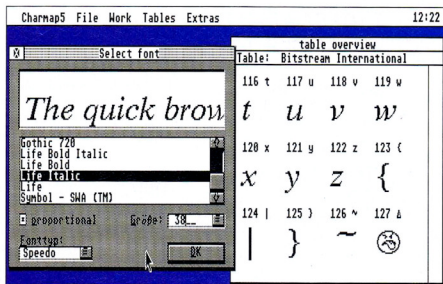 Charmap5 File Work Tables Extras 12:22
Select font
The quick brow
Gothic 720
Life Bold Italic
Life Bold
Life Italic
Life
Symbol - SWA (TM)
proportional Größe: 38__
Fonttyp:
Speedo
OK
table overview
Table: Bitstream International
116 t 117 u 118 v 119 w
t u v w
120 x 121 y 122 z 123 {
x y z {
124 | 125 } 126 ~ 127 Δ
| } ~